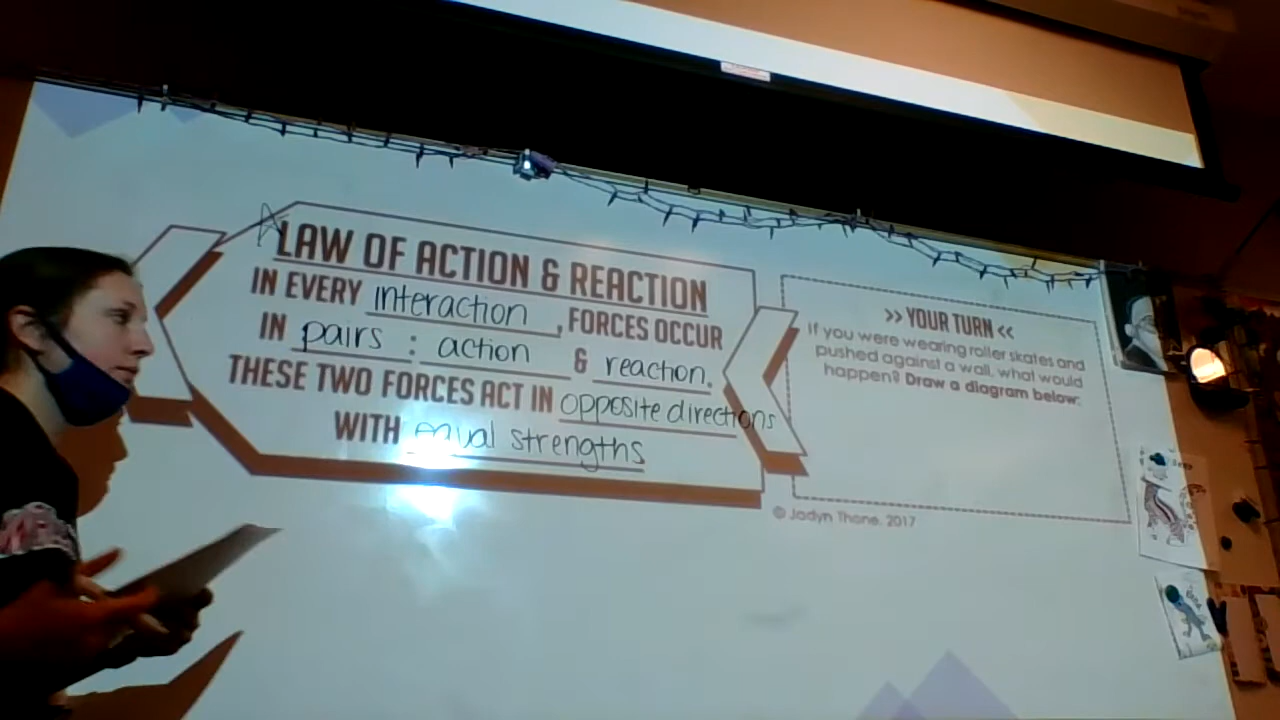 LAW OF ACTION & REACTION
IN EVERY interaction, FORCES OCCUR
IN pairs : action & reaction.
THESE TWO FORCES ACT IN opposite directions
WITH equal strengths
>> YOUR TURN <<
If you were wearing roller skates and
pushed against a wall, what would
happen? Draw a diagram below:
© Jadyn Thone, 2017